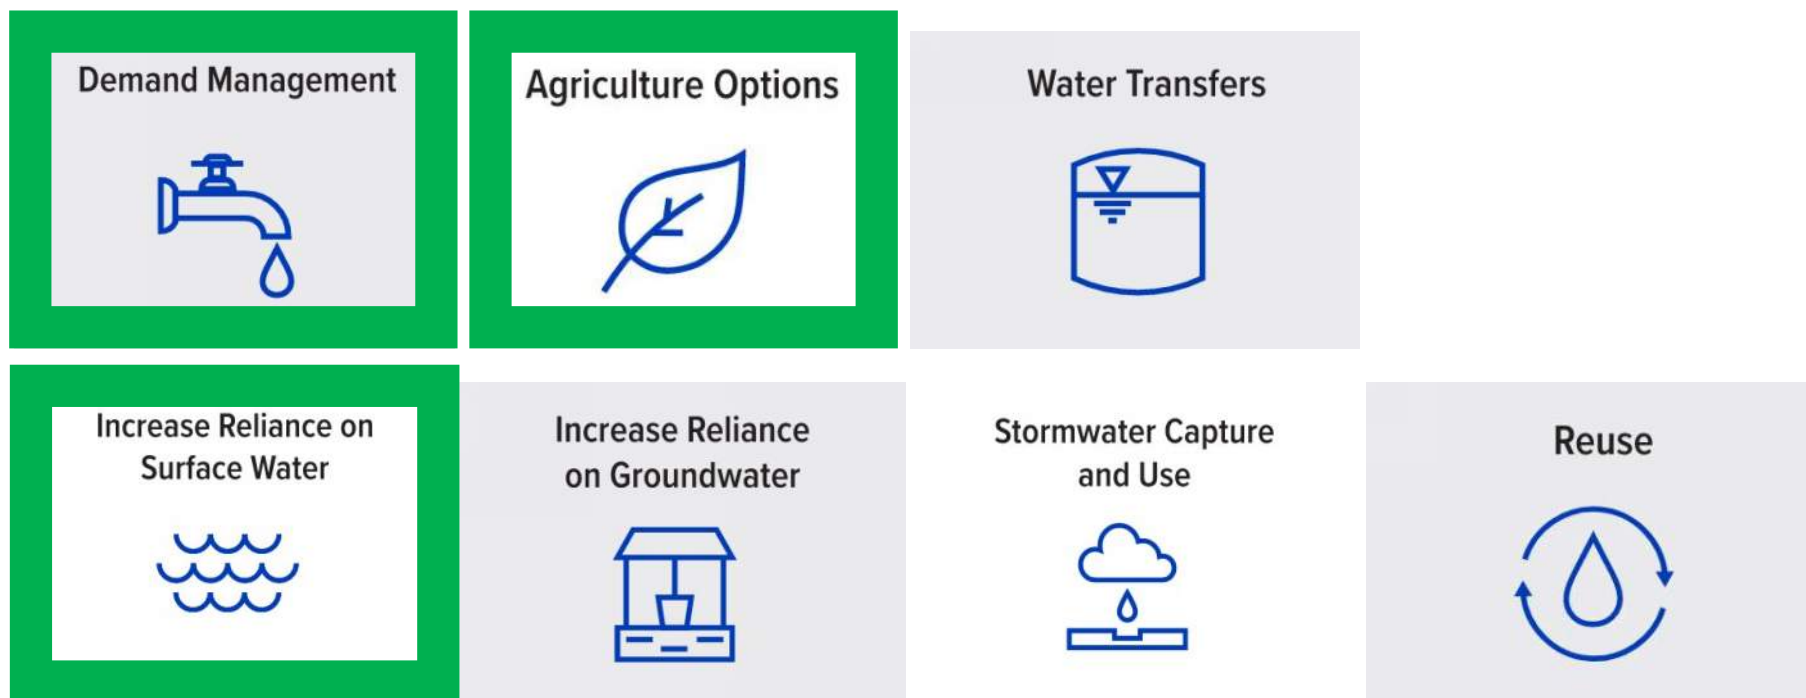 Demand Management
Agriculture Options
Water Transfers
Increase Reliance on
Surface Water
Increase Reliance
on Groundwater
Stormwater Capture
and Use
Reuse